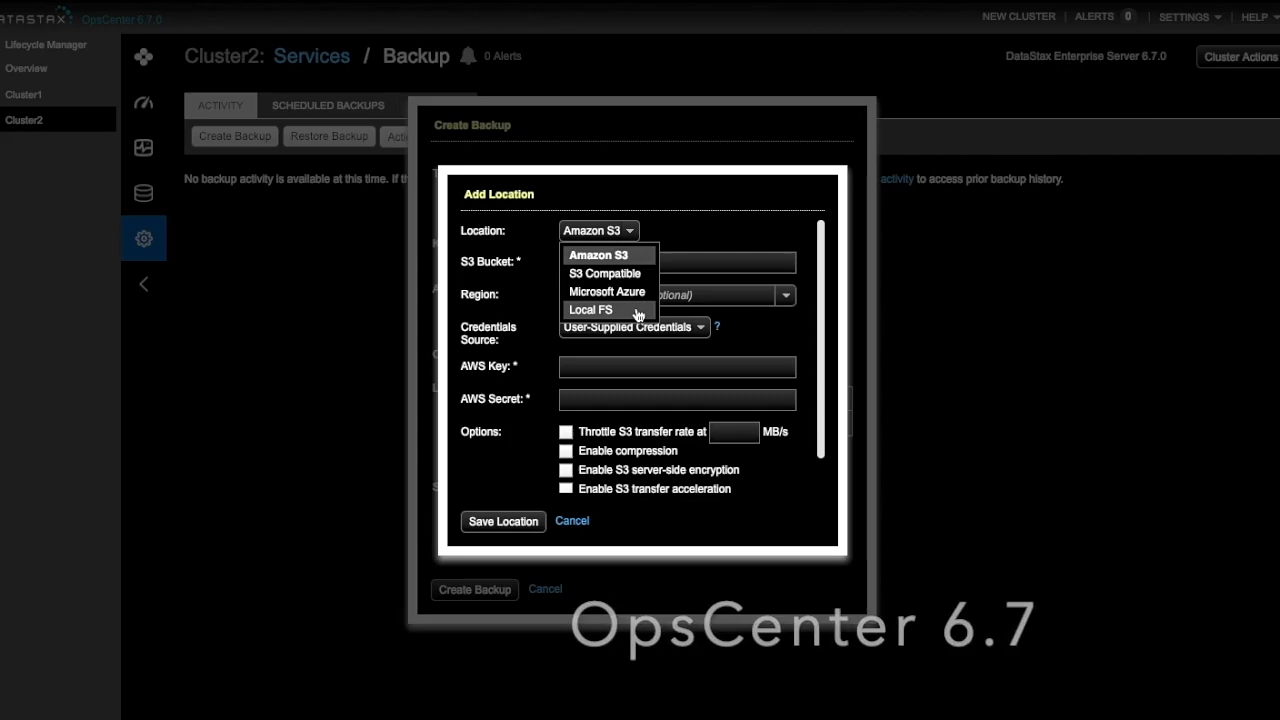 ATASTAX OpsCenter 6.7.0
NEW CLUSTER | ALERTS 0 | SETTINGS | HELP
Lifecycle Manager
Overview
Cluster1
Cluster2
Cluster2: Services / Backup 0 Alerts
DataStax Enterprise Server 6.7.0
Cluster Actions
ACTIVITY
SCHEDULED BACKUPS
Create Backup
Restore Backup
No backup activity is available at this time. If
activity to access prior backup history.
Create Backup
Add Location
Location: Amazon S3
Amazon S3
S3 Compatible
Microsoft Azure
Local FS
S3 Bucket: *
Region:
Credentials
Source:
User-Supplied Credentials ?
AWS Key: *
AWS Secret: *
Options:
Throttle S3 transfer rate at MB/s
Enable compression
Enable S3 server-side encryption
Enable S3 transfer acceleration
Save Location Cancel
Create Backup Cancel
OpsCenter 6.7